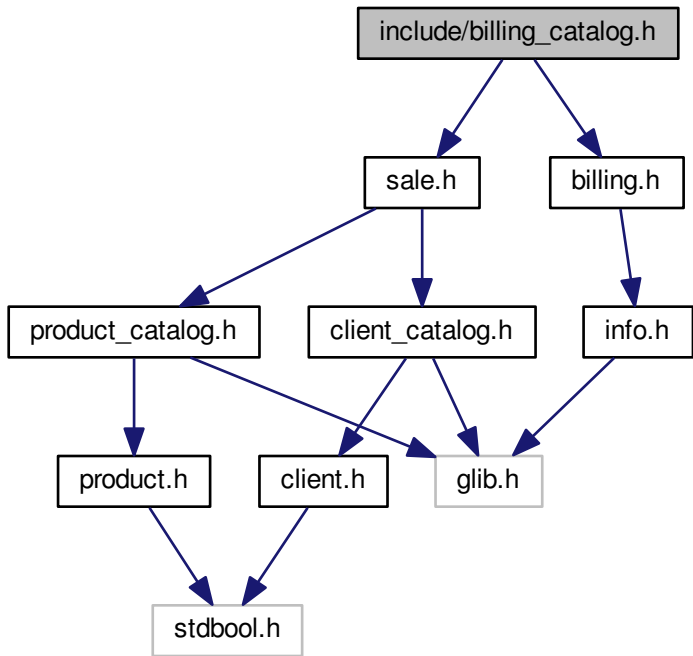 include/billing_catalog.h
sale.h
billing.h
product_catalog.h
client_catalog.h
info.h
product.h
client.h
glib.h
stdbool.h